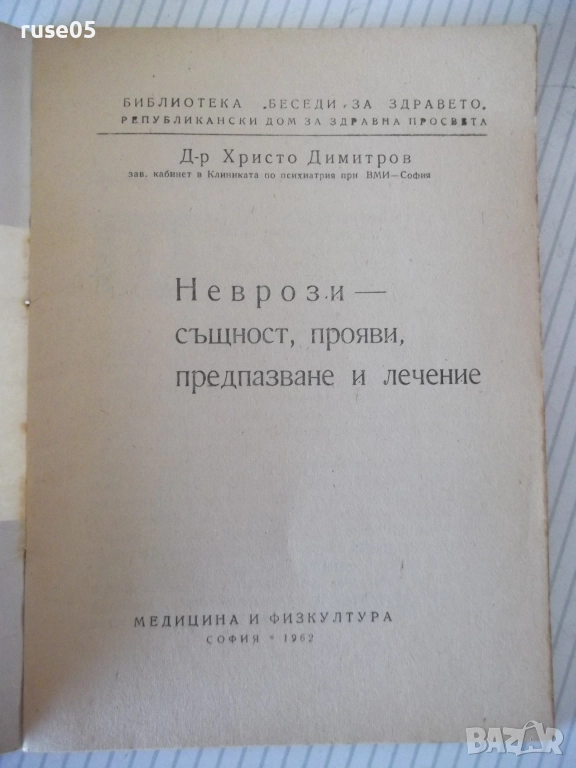 ruse05
БИБЛИОТЕКА „БЕСЕДИ ЗА ЗДРАВЕТО„
РЕПУБЛИКАНСКИ ДОМ ЗА ЗДРАВНА ПРОСВЕТА
Д-р Христо Димитров
зав. кабинет в Клиниката по психиатрия при ВМИ—София
Неврози —
същност, прояви,
предпазване и лечение
МЕДИЦИНА И ФИЗКУЛТУРА
СОФИЯ * 1962
BAZAR